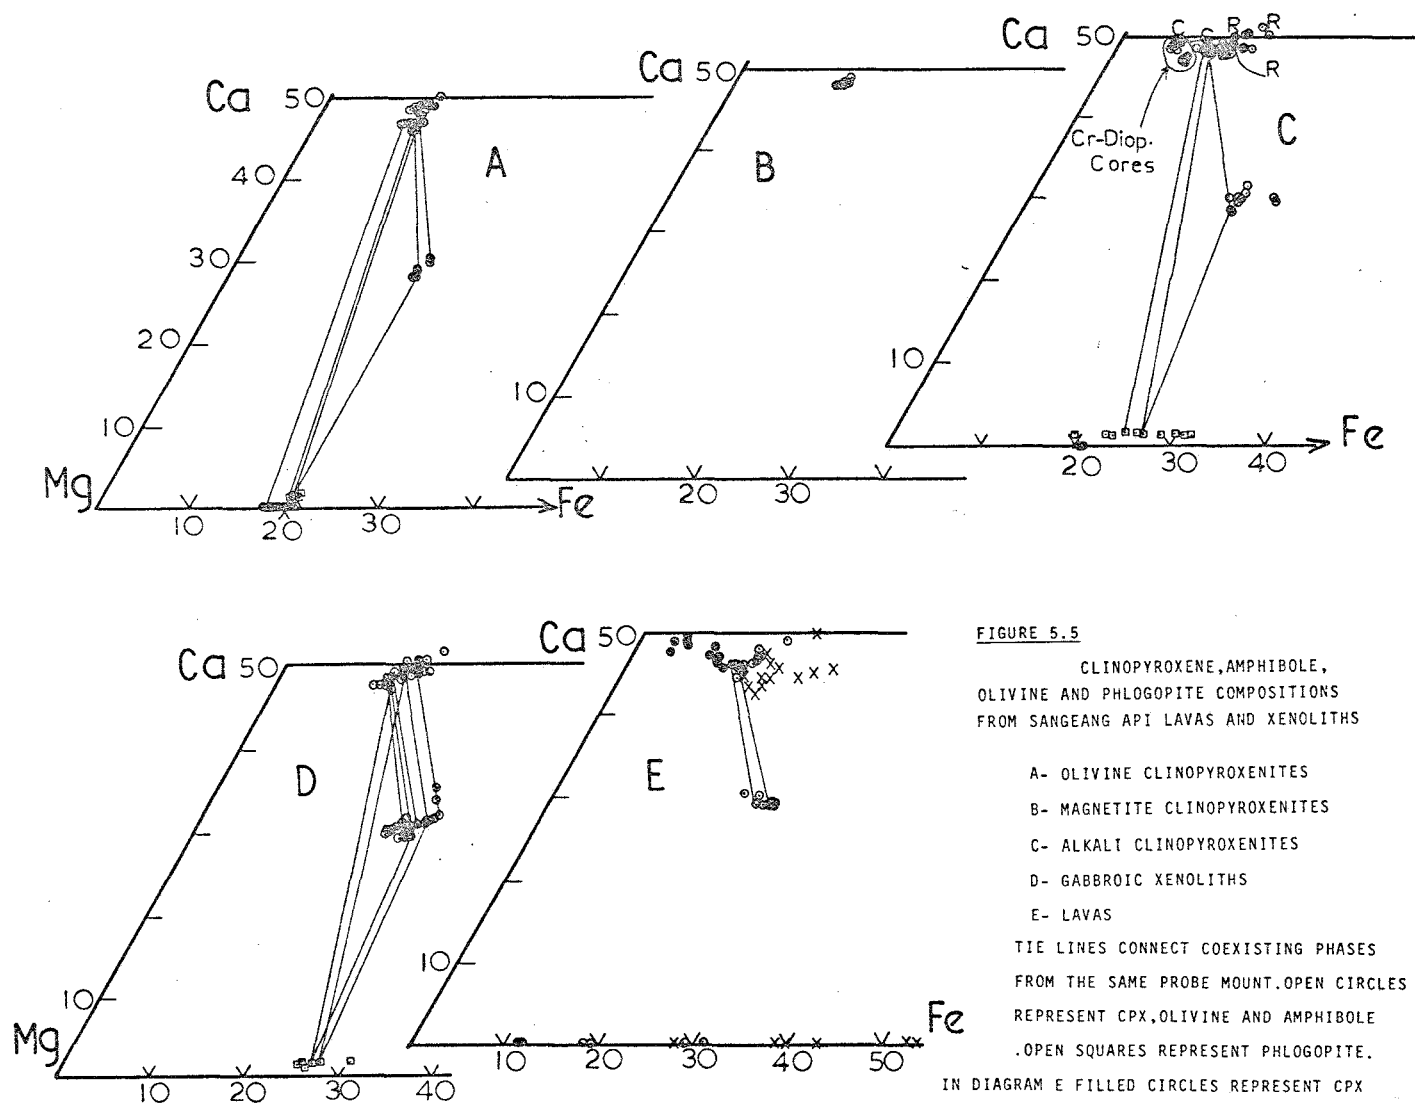 Ca 50
40
30
20
10
Mg
10
20
30
Fe
A
Ca 50
B
10
20
30
Ca 50
C
C
R
R
R
Cr-Diop.
Cores
C
10
20
30
40
Fe
Ca 50
D
10
Mg
10
20
30
40
Ca 50
E
10
10
20
30
40
50
Fe
FIGURE 5.5
CLINOPYROXENE,AMPHIBOLE,
OLIVINE AND PHLOGOPITE COMPOSITIONS
FROM SANGEANG API LAVAS AND XENOLITHS
A- OLIVINE CLINOPYROXENITES
B- MAGNETITE CLINOPYROXENITES
C- ALKALI CLINOPYROXENITES
D- GABBROIC XENOLITHS
E- LAVAS
TIE LINES CONNECT COEXISTING PHASES
FROM THE SAME PROBE MOUNT.OPEN CIRCLES
REPRESENT CPX,OLIVINE AND AMPHIBOLE
.OPEN SQUARES REPRESENT PHLOGOPITE.
IN DIAGRAM E FILLED CIRCLES REPRESENT CPX